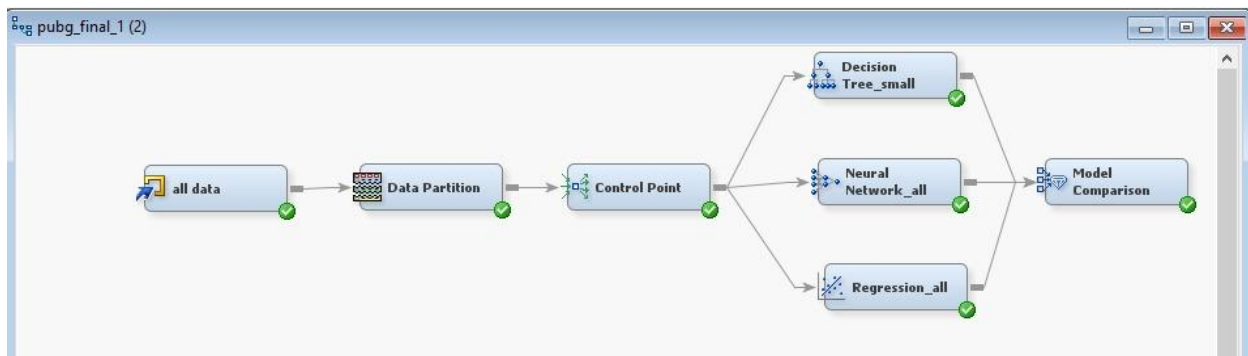 pubg_final_1 (2)
all data
Data Partition
Control Point
Decision
Tree_small
Neural
Network_all
Regression_all
Model
Comparison